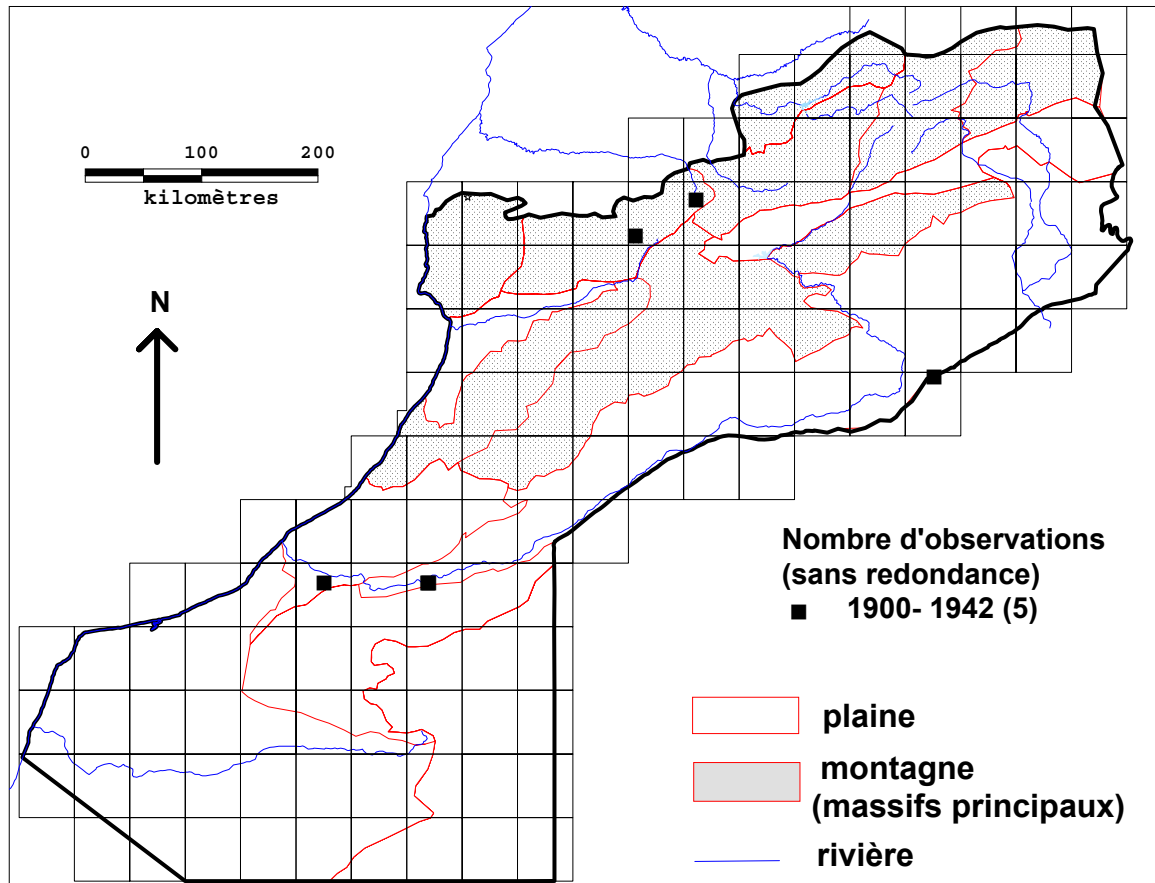 0 100 200
kilomètres
N
Nombre d'observations
(sans redondance)
1900- 1942 (5)
plaine
montagne
(massifs principaux)
rivière